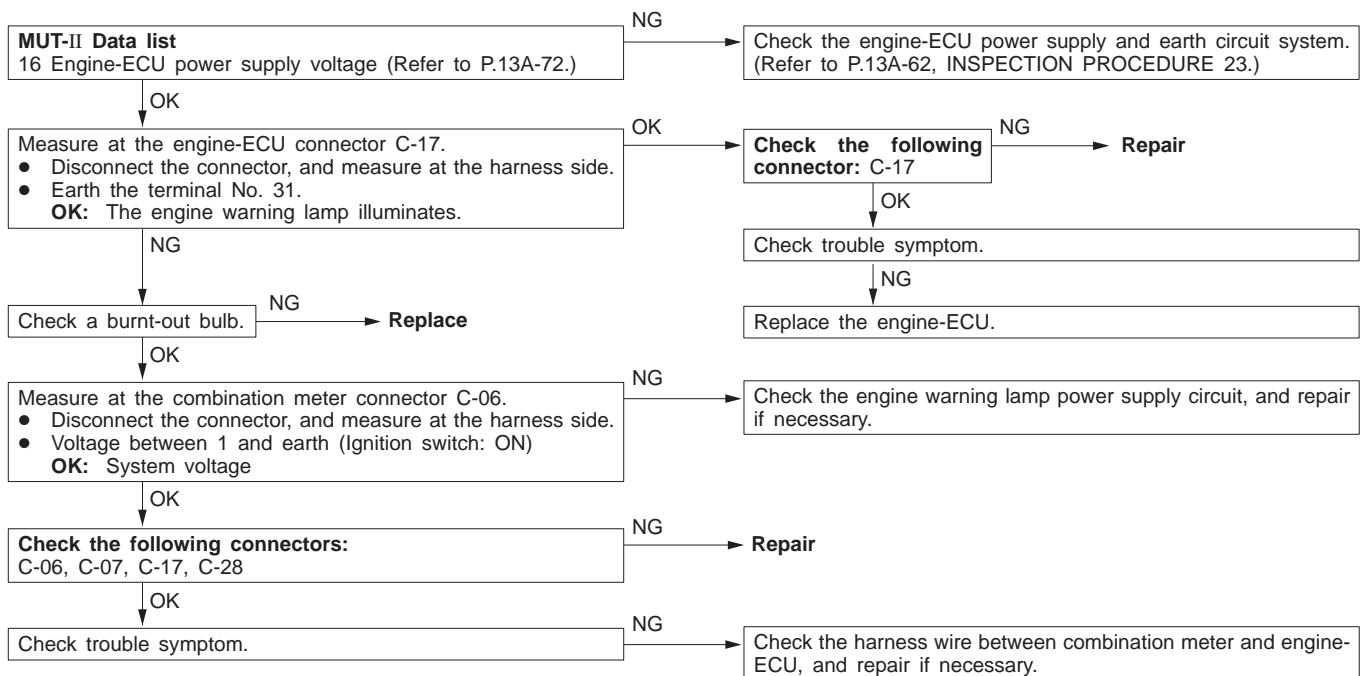 NG
MUT-II Data list
16 Engine-ECU power supply voltage (Refer to P.13A-72.)
Check the engine-ECU power supply and earth circuit system.
(Refer to P.13A-62, INSPECTION PROCEDURE 23.)
OK
Measure at the engine-ECU connector C-17.
● Disconnect the connector, and measure at the harness side.
● Earth the terminal No. 31.
OK: The engine warning lamp illuminates.
OK
Check the following
connector: C-17
NG
Repair
OK
Check trouble symptom.
NG
Replace the engine-ECU.
NG
Check a burnt-out bulb.
NG
Replace
OK
Measure at the combination meter connector C-06.
● Disconnect the connector, and measure at the harness side.
● Voltage between 1 and earth (Ignition switch: ON)
OK: System voltage
NG
Check the engine warning lamp power supply circuit, and repair
if necessary.
OK
Check the following connectors:
C-06, C-07, C-17, C-28
NG
Repair
OK
Check trouble symptom.
NG
Check the harness wire between combination meter and engine-
ECU, and repair if necessary.